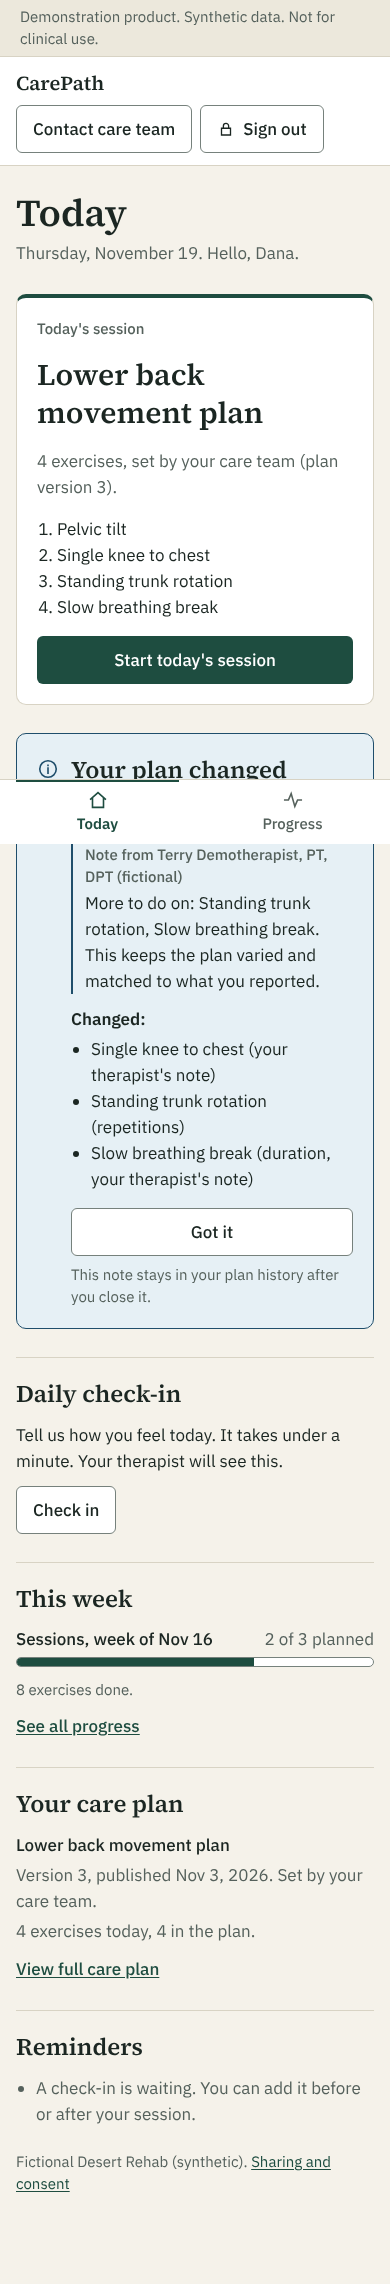 Demonstration product. Synthetic data. Not for
clinical use.
CarePath
Contact care team
Sign out
Today
Thursday, November 19. Hello, Dana.
Today's session
Lower back
movement plan
4 exercises, set by your care team (plan
version 3).
1. Pelvic tilt
2. Single knee to chest
3. Standing trunk rotation
4. Slow breathing break
Start today's session
Your plan changed
Today
Progress
Note from Terry Demotherapist, PT,
DPT (fictional)
More to do on: Standing trunk
rotation, Slow breathing break.
This keeps the plan varied and
matched to what you reported.
Changed:
• Single knee to chest (your
therapist's note)
• Standing trunk rotation
(repetitions)
• Slow breathing break (duration,
your therapist's note)
Got it
This note stays in your plan history after
you close it.
Daily check-in
Tell us how you feel today. It takes under a
minute. Your therapist will see this.
Check in
This week
Sessions, week of Nov 16
2 of 3 planned
8 exercises done.
See all progress
Your care plan
Lower back movement plan
Version 3, published Nov 3, 2026. Set by your
care team.
4 exercises today, 4 in the plan.
View full care plan
Reminders
• A check-in is waiting. You can add it before
or after your session.
Fictional Desert Rehab (synthetic). Sharing and
consent